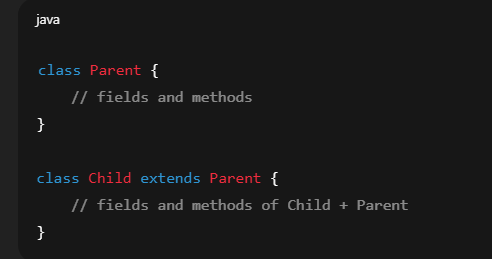 java
class Parent {
    // fields and methods
}
class Child extends Parent {
    // fields and methods of Child + Parent
}